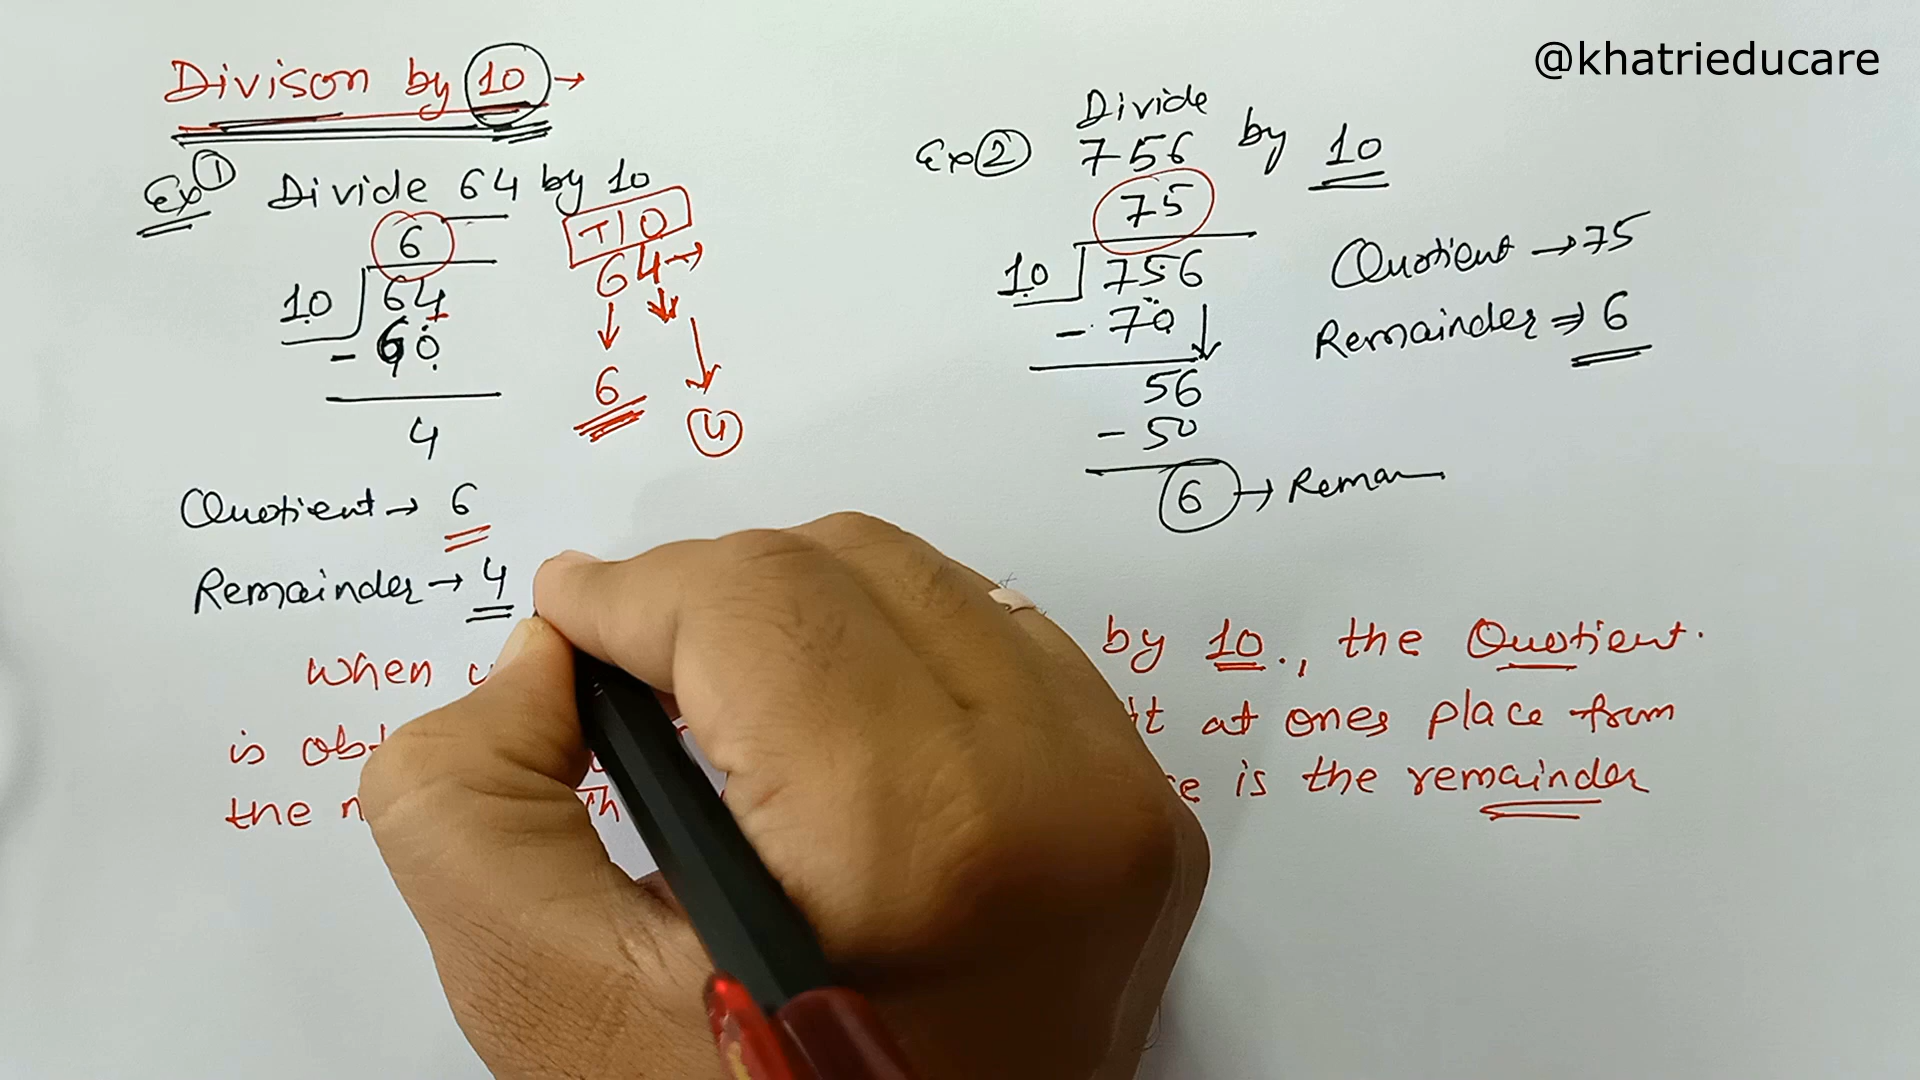 @khatrieducare
Divison by 10 →
Ex 1 Divide 64 by 10
6
10 64
- 60
4
T|O
64 →
6 4
Quotient → 6
Remainder → 4
Ex 2 Divide
756 by 10
75
10 756
- 70
56
- 50
6 →
Quotient → 75
Remainder ⇒ 6
When by 10., the Quotient.
is at ones place from
the is the remainder